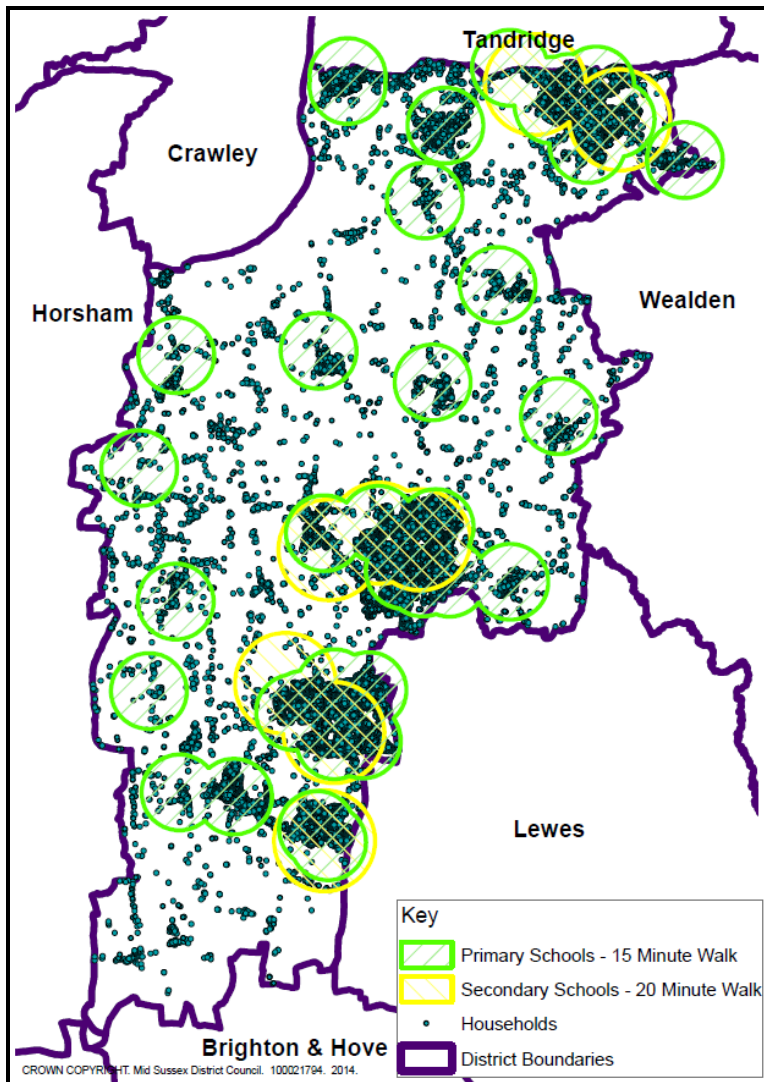 Tandridge
Crawley
Horsham
Wealden
Lewes
Key
Primary Schools - 15 Minute Walk
Secondary Schools - 20 Minute Walk
Households
District Boundaries
Brighton & Hove
CROWN COPYRIGHT. Mid Sussex District Council. 100021794. 2014.